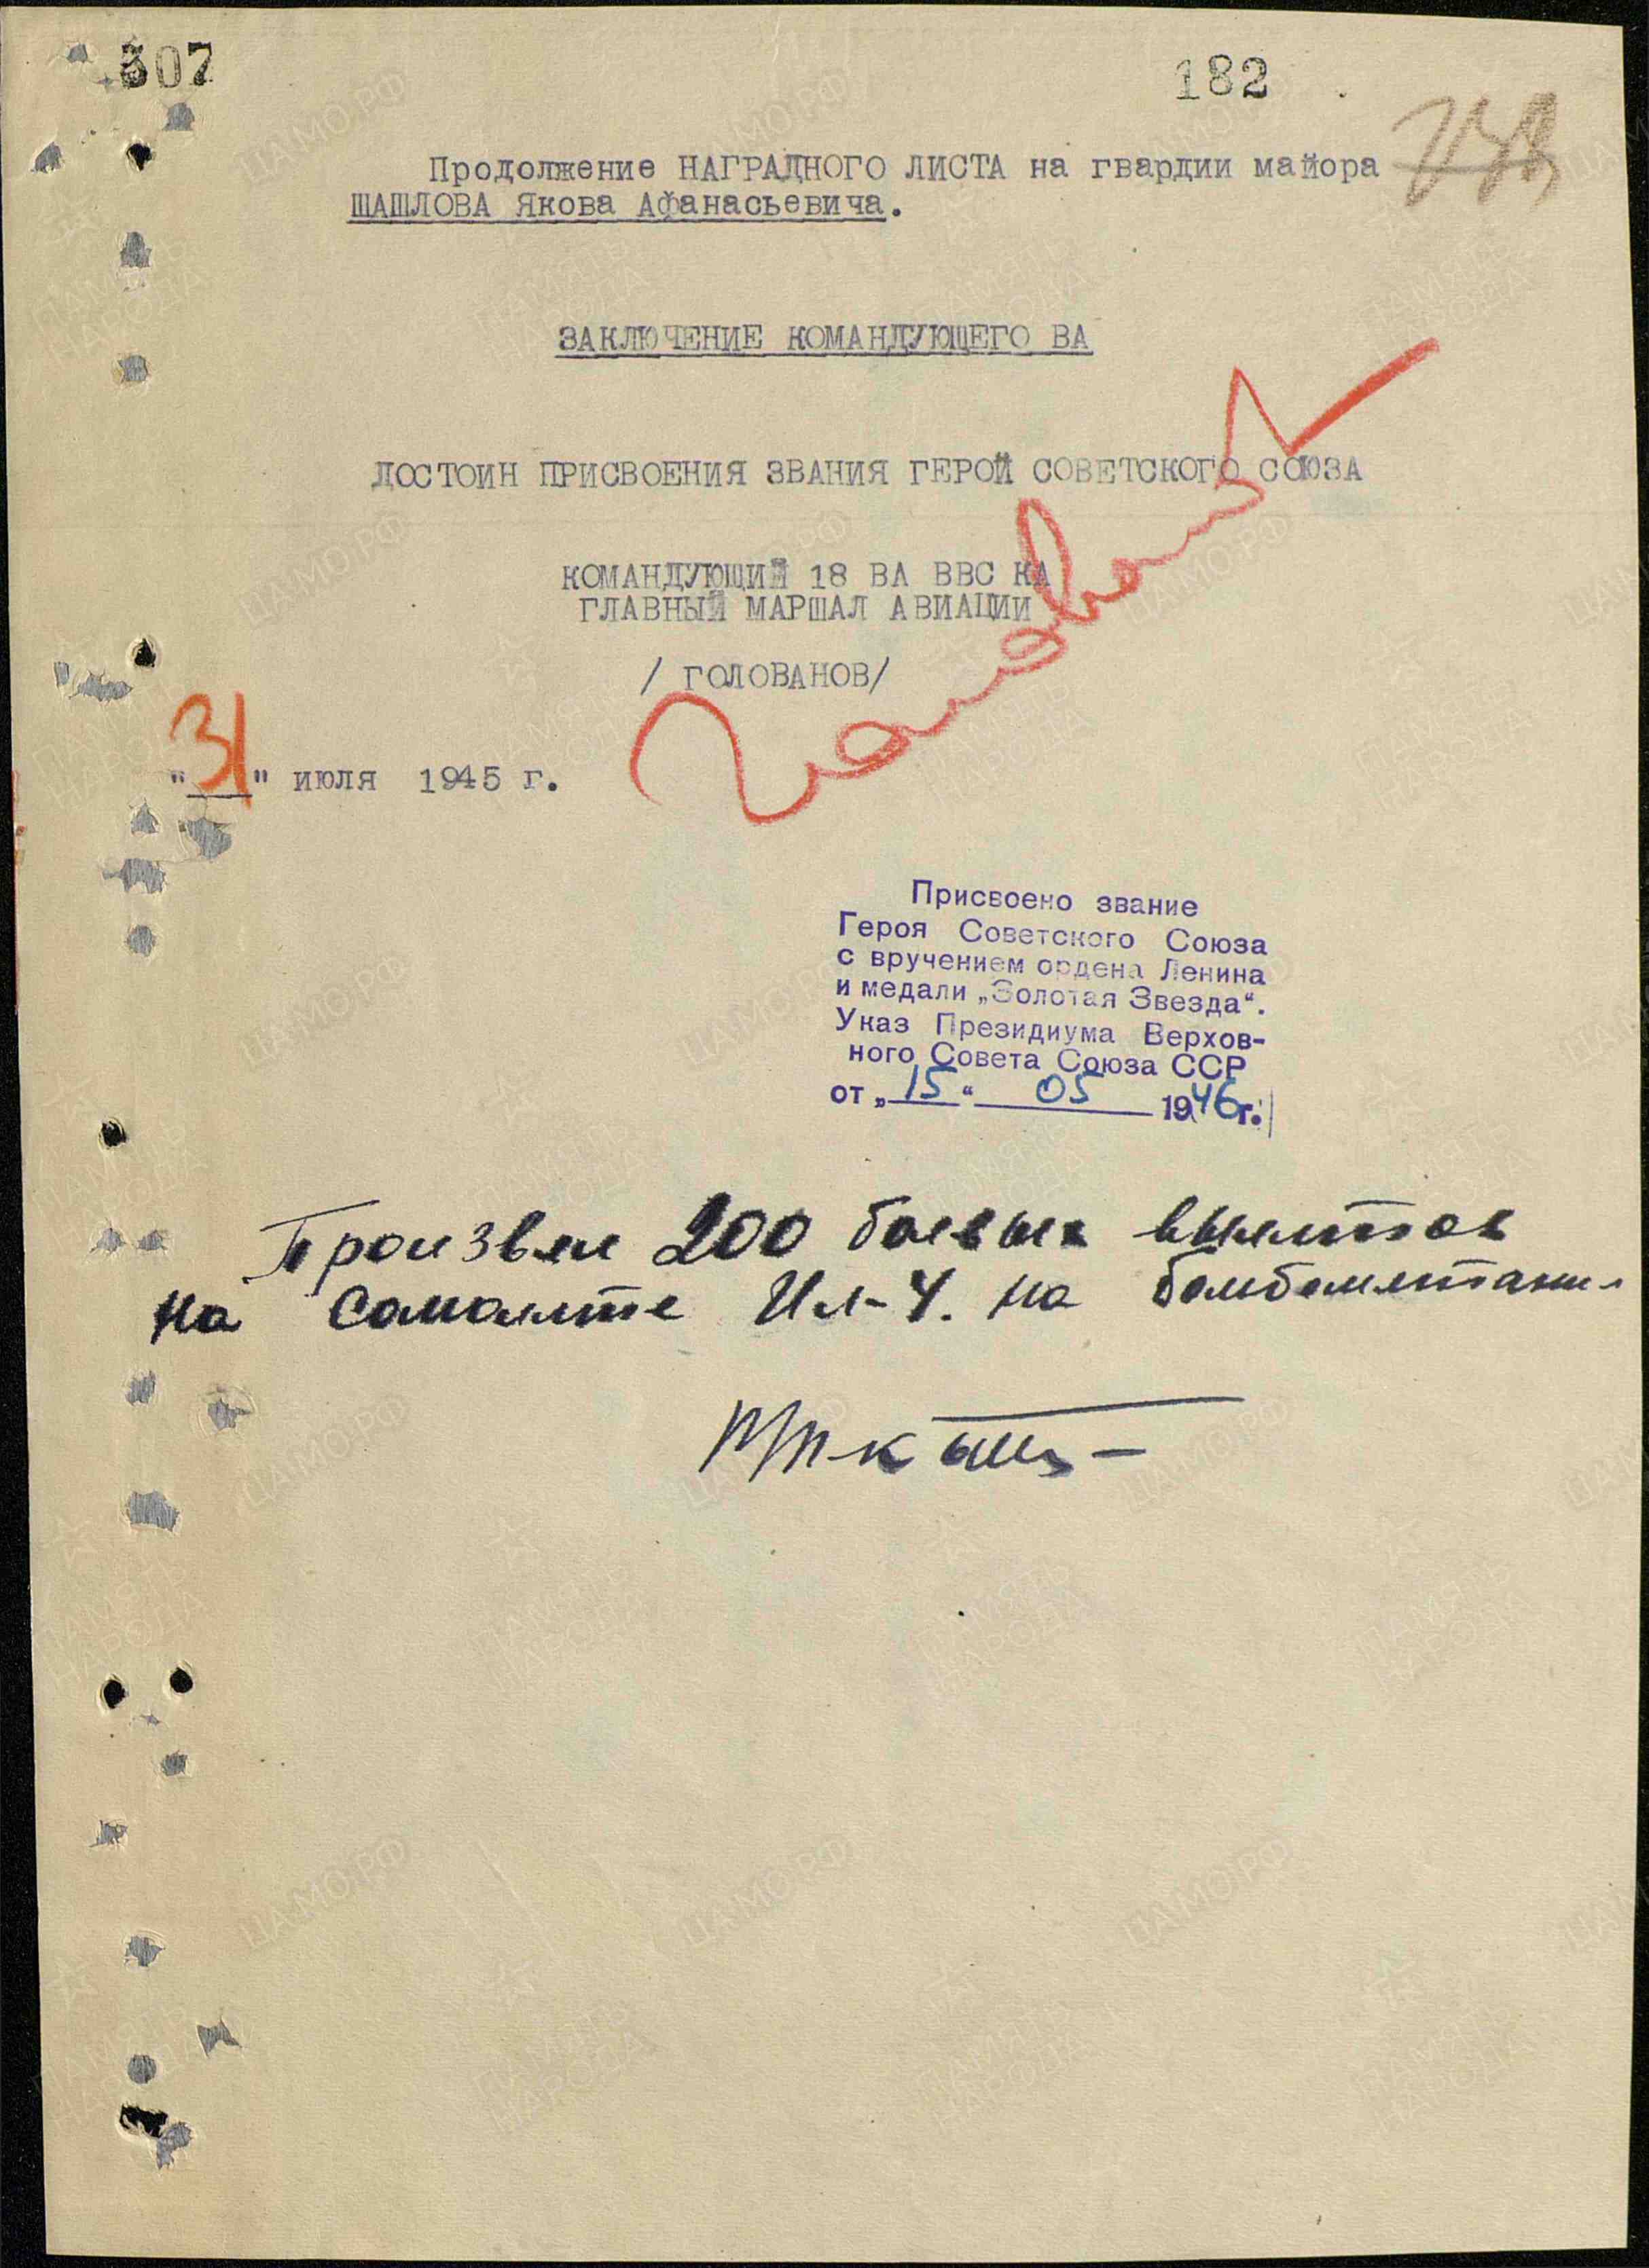 307
182
Продолжение НАГРАДНОГО ЛИСТА на гвардии майора
ШАШЛОВА Якова Афанасьевича.
ЗАКЛЮЧЕНИЕ КОМАНДУЮЩЕГО ВА
ДОСТОИН ПРИСВОЕНИЯ ЗВАНИЯ ГЕРОЙ СОВЕТСКОГО СОЮЗА
КОМАНДУЮЩИЙ 18 ВА ВВС КА
ГЛАВНЫЙ МАРШАЛ АВИАЦИИ
/ ГОЛОВАНОВ/
"31" июля 1945 г.
Присвоено звание
Героя Советского Союза
с вручением ордена Ленина
и медали „Золотая Звезда“.
Указ Президиума Верхов-
ного Совета Союза ССР
от „15“ 05 1946 г.
Произвел 200 боевых вылетов
на самолете Ил-4. на бомбометание